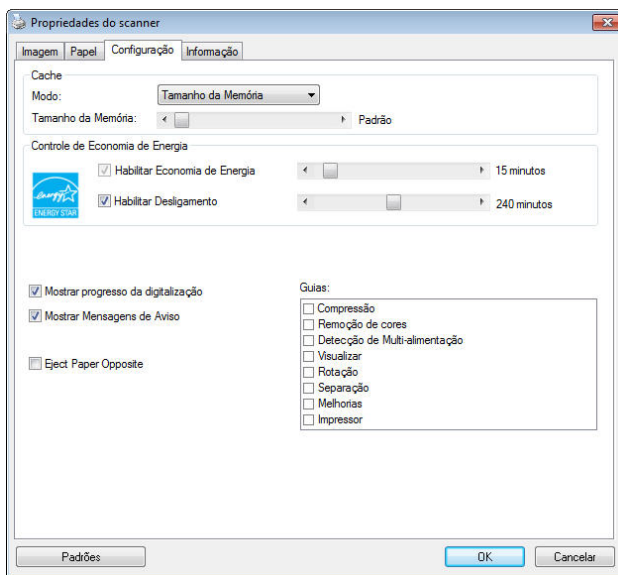 Propriedades do scanner
Imagem Papel Configuração Informação
Cache
Modo: Tamanho da Memória
Tamanho da Memória: Padrão
Controle de Economia de Energia
Habilitar Economia de Energia 15 minutos
energy
ENERGY STAR
Habilitar Desligamento 240 minutos
Mostrar progresso da digitalização
Mostrar Mensagens de Aviso
Eject Paper Opposite
Guias:
Compressão
Remoção de cores
Detecção de Multi-alimentação
Visualizar
Rotação
Separação
Melhorias
Impressor
Padrões OK Cancelar